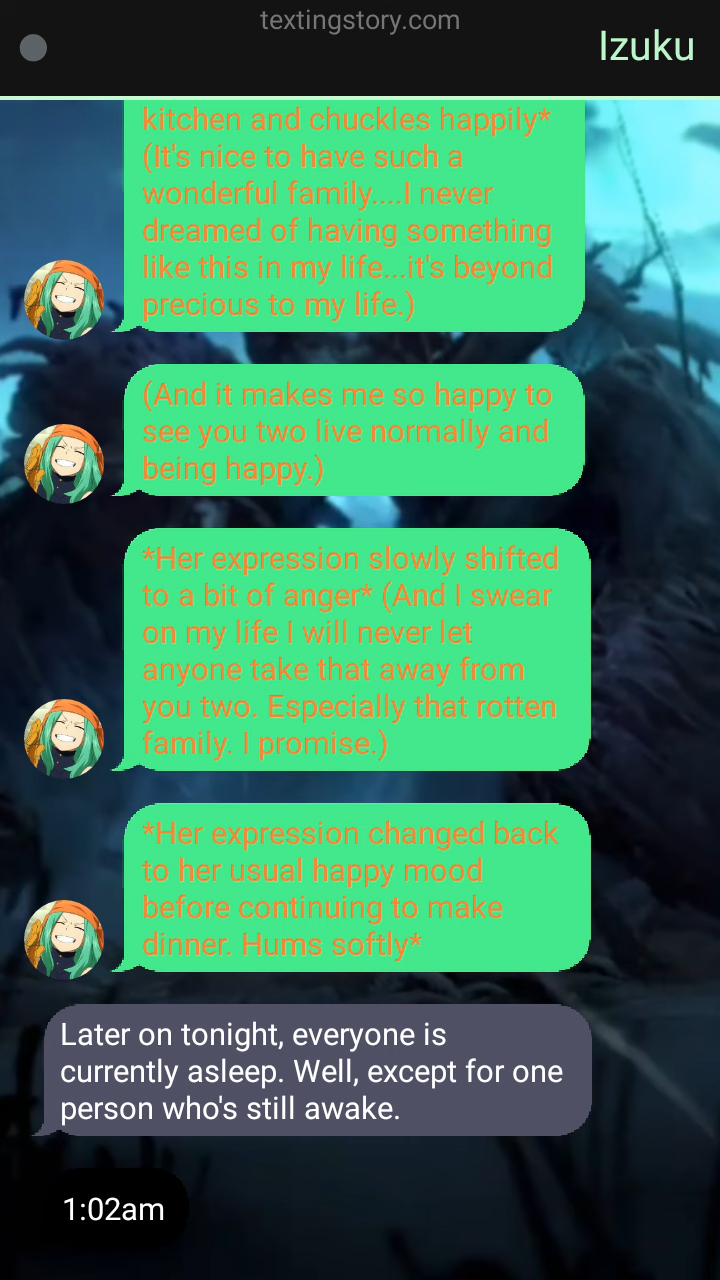 textingstory.com
Izuku
kitchen and chuckles happily*
(It's nice to have such a
wonderful family....I never
dreamed of having something
like this in my life...it's beyond
precious to my life.)
(And it makes me so happy to
see you two live normally and
being happy.)
*Her expression slowly shifted
to a bit of anger* (And I swear
on my life I will never let
anyone take that away from
you two. Especially that rotten
family. I promise.)
*Her expression changed back
to her usual happy mood
before continuing to make
dinner. Hums softly*
Later on tonight, everyone is
currently asleep. Well, except for one
person who's still awake.
1:02am